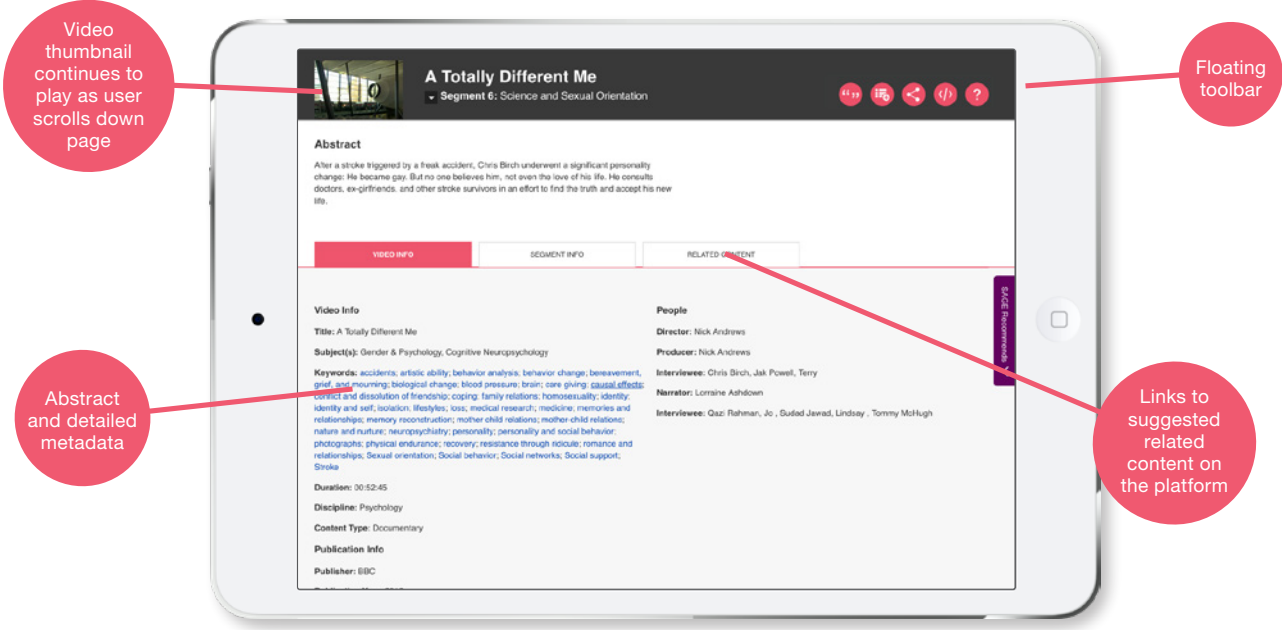 Video
thumbnail
continues to
play as user
scrolls down
page
Floating
toolbar
A Totally Different Me
Segment 6: Science and Sexual Orientation
“ ”
</>
?
Abstract
After a stroke triggered by a freak accident, Chris Birch underwent a significant personality
change: He became gay. But no one believes him, not even the love of his life. He consults
doctors, ex-girlfriends, and other stroke survivors in an effort to find the truth and accept his new
life.
VIDEO INFO
SEGMENT INFO
RELATED CONTENT
SAGE Recommends
Video Info
Title: A Totally Different Me
Subject(s): Gender & Psychology, Cognitive Neuropsychology
Keywords: accidents; artistic ability; behavior analysis; behavior change; bereavement,
grief, and mourning; biological change; blood pressure; brain; care giving; causal effects;
conflict and dissolution of friendship; coping; family relations; homosexuality; identity;
identity and self; isolation, lifestyles; loss; medical research; medicine; memories and
relationships; memory reconstruction; mother child relations; mother-child relations;
nature and nurture; neuropsychiatry; personality; personality and social behavior;
photographs; physical endurance; recovery; resistance through ridicule; romance and
relationships; Sexual orientation; Social behavior; Social networks; Social support;
Stroke
Duration: 00:52:45
Discipline: Psychology
Content Type: Documentary
Publication Info
Publisher: BBC
People
Director: Nick Andrews
Producer: Nick Andrews
Interviewee: Chris Birch, Jak Powell, Terry
Narrator: Lorraine Ashdown
Interviewee: Qazi Rahman, Jo , Sudad Jawad, Lindsay , Tommy McHugh
Abstract
and detailed
metadata
Links to
suggested
related
content on
the platform